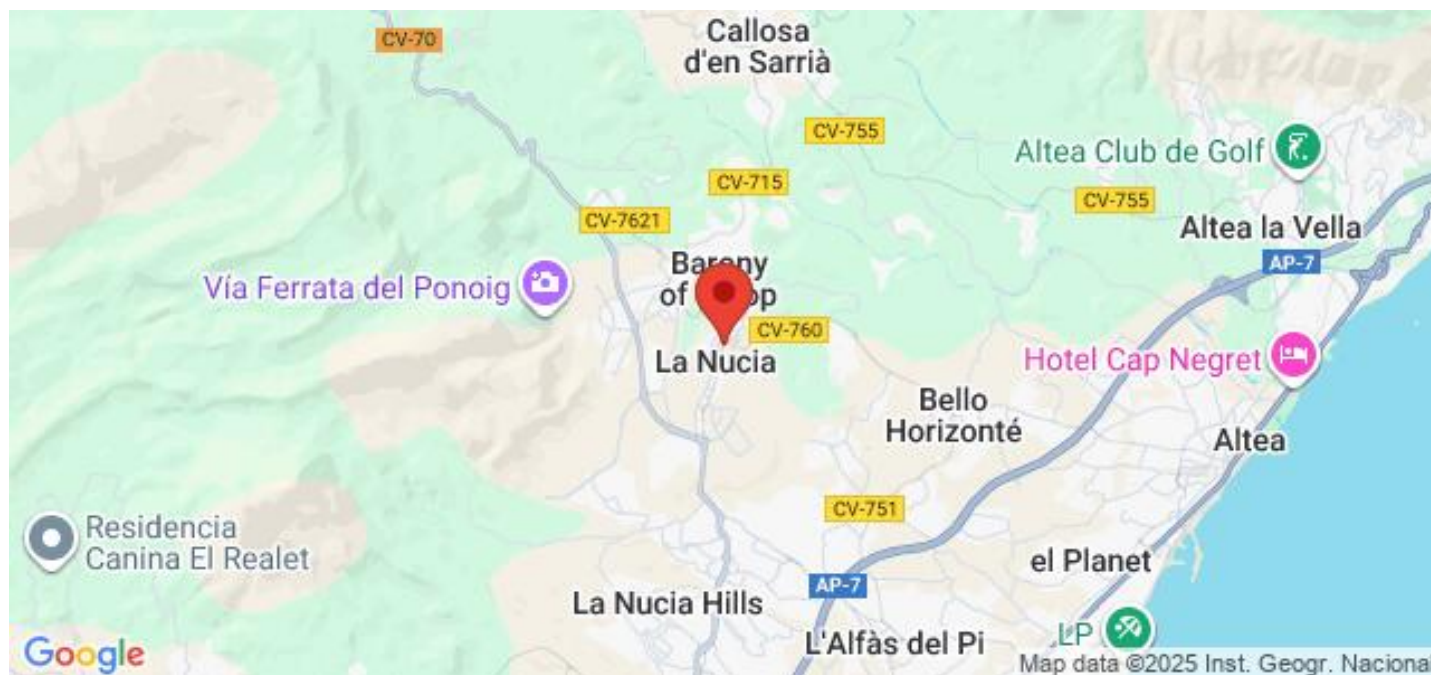 Callosa
d'en Sarrià
CV-70
CV-755
Altea Club de Golf
CV-715
CV-755
CV-7621
Altea la Vella
Barony
of
AP-7
Vía Ferrata del Ponoig
CV-760
La Nucia
Hotel Cap Negret
Bello
Horizonté
Altea
CV-751
Residencia
Canina El Realet
el Planet
AP-7
La Nucia Hills
L'Alfàs del Pi
LP
Google
Map data ©2025 Inst. Geogr. Nacional